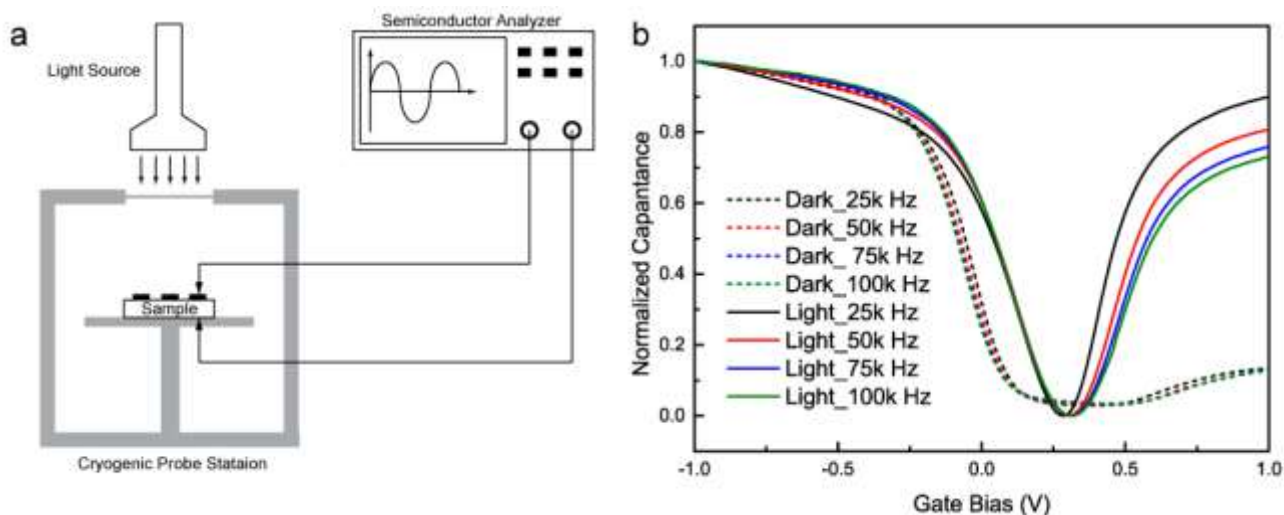 a
Semiconductor Analyzer
Light Source
Sample
Cryogenic Probe Stataion
b
Normalized Capantance
1.0
0.8
0.6
0.4
0.2
0.0
Dark_25k Hz
Dark_50k Hz
Dark_ 75k Hz
Dark_100k Hz
Light_25k Hz
Light_50k Hz
Light_75k Hz
Light_100k Hz
-1.0 -0.5 0.0 0.5 1.0
Gate Bias (V)